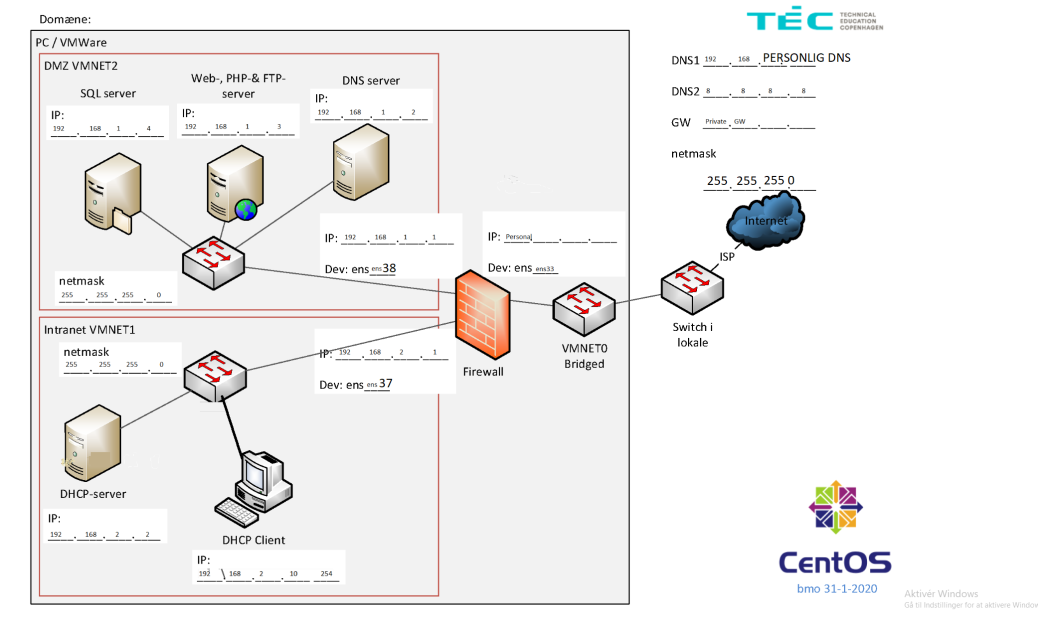 Domæne:
PC / VMWare
DMZ VMNET2
SQL server
IP:
192 . 168 . 1 . 4
Web-, PHP-& FTP-
server
IP:
192 . 168 . 1 . 3
DNS server
IP:
192 . 168 . 1 . 2
netmask
255 . 255 . 255 . 0
IP: 192 . 168 . 1 . 1
Dev: ens ens38
IP: Personal . . .
Dev: ens ens33
Intranet VMNET1
netmask
255 . 255 . 255 . 0
IP: 192 . 168 . 2 . 1
Dev: ens ens 37
Firewall
VMNET0
Bridged
Switch i
lokale
ISP
Internet
DHCP-server
IP:
192 . 168 . 2 . 2
DHCP Client
IP:
192 \ 168 . 2 . 10 254
TEC TECHNICAL
EDUCATION
COPENHAGEN
DNS1 192 . 168 . PERSONLIG DNS
DNS2 8 . 8 . 8 . 8
GW Private . GW . .
netmask
255 . 255 . 255 . 0
CentOS
bmo 31-1-2020
Aktivér Windows
Gå til Indstillinger for at aktivere Window